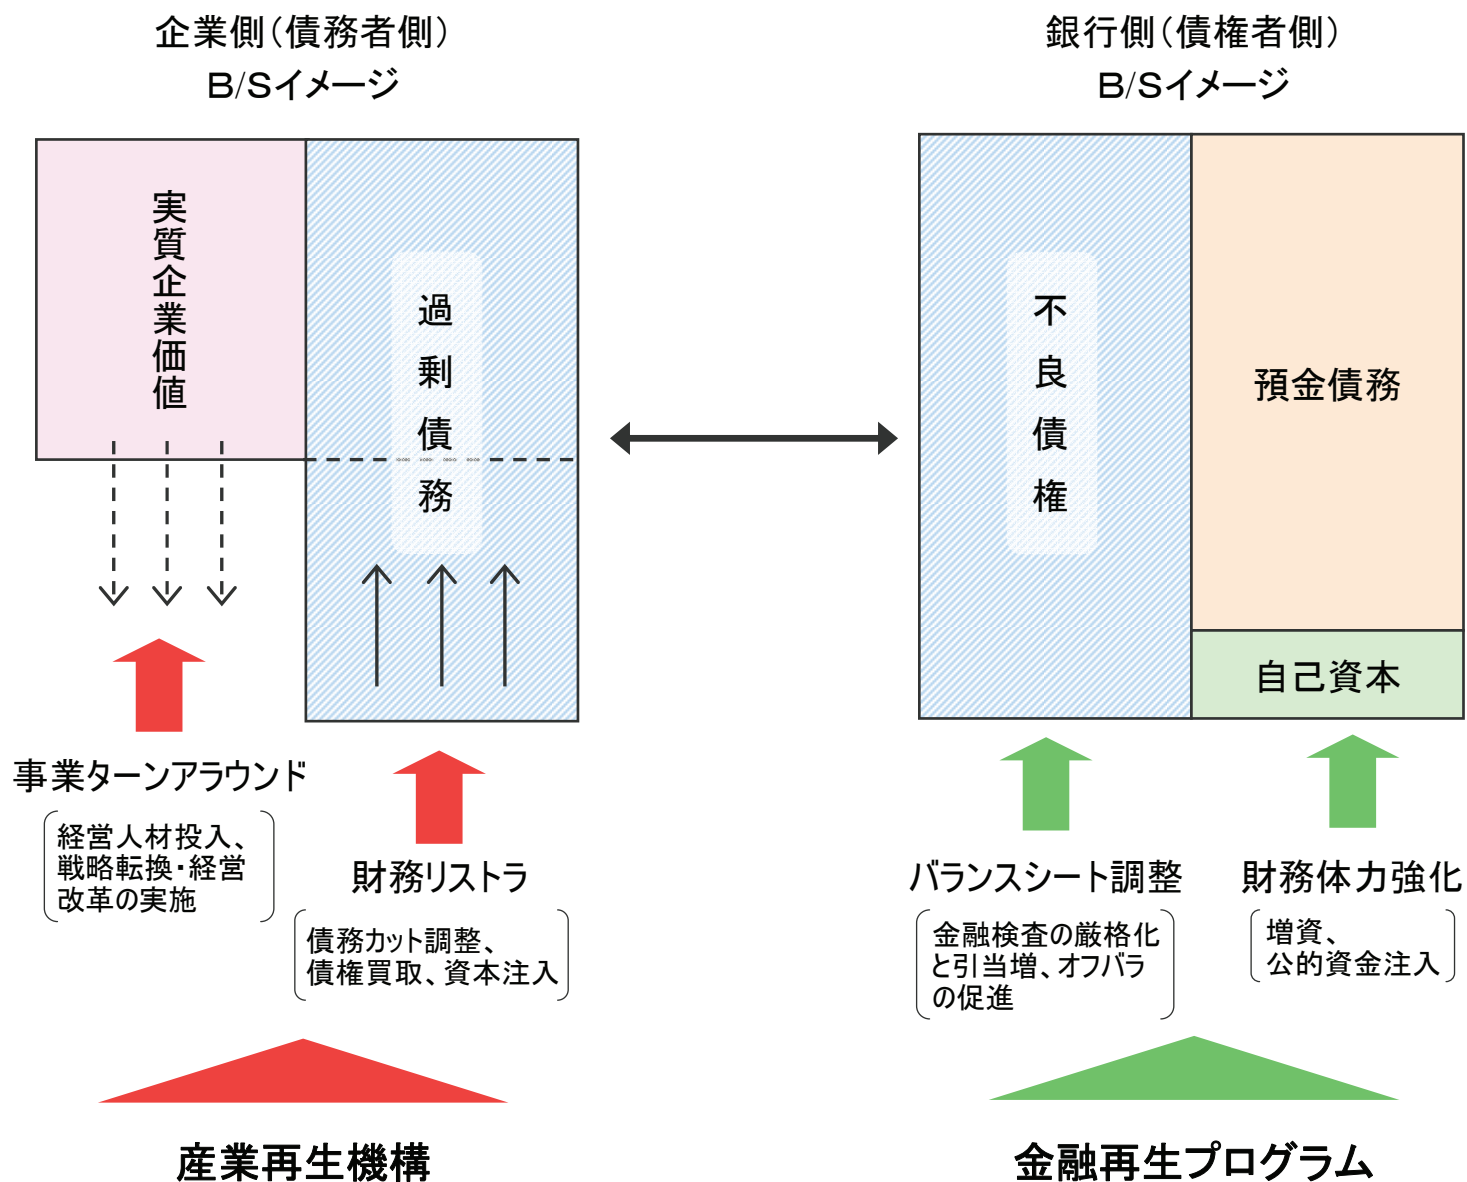 企業側（債務者側）
B/Sイメージ
実質企業価値
過剰債務
事業ターンアラウンド
経営人材投入、
戦略転換・経営
改革の実施
財務リストラ
債務カット調整、
債権買取、資本注入
産業再生機構
銀行側（債権者側）
B/Sイメージ
不良債権
預金債務
自己資本
バランスシート調整
金融検査の厳格化
と引当増、オフバラ
の促進
財務体力強化
増資、
公的資金注入
金融再生プログラム